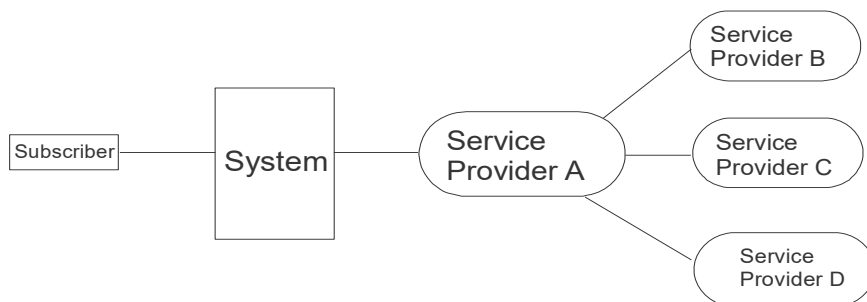 Subscriber
System
Service
Provider A
Service
Provider B
Service
Provider C
Service
Provider D